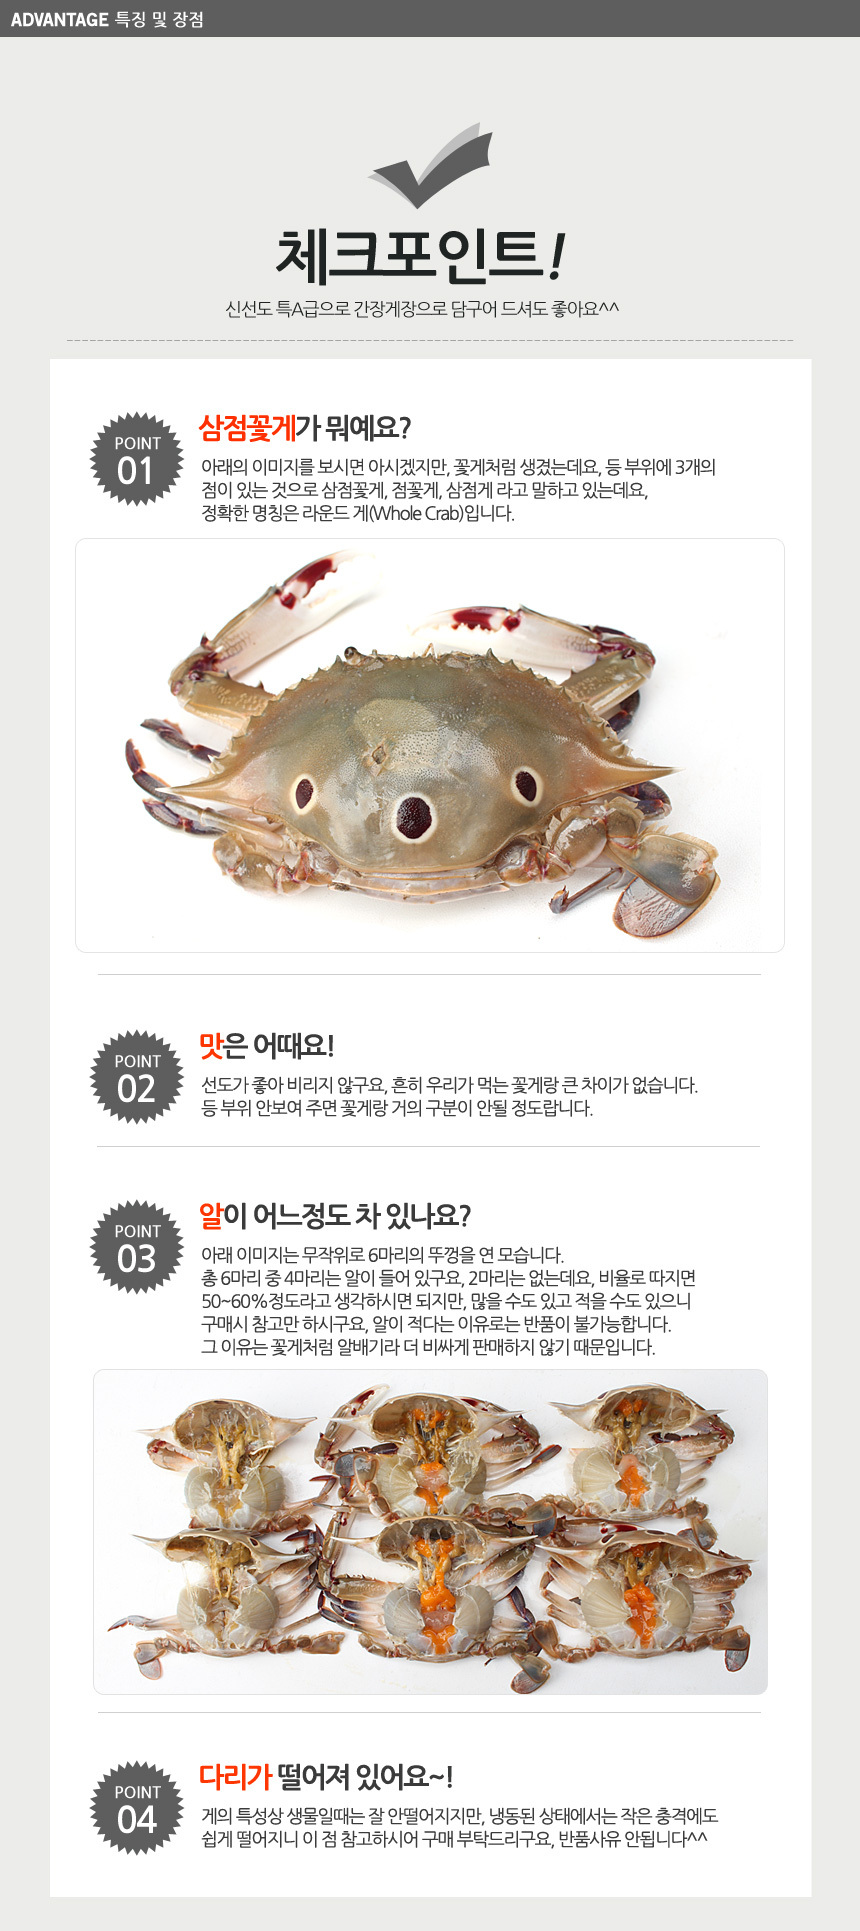 ADVANTAGE 특징 및 장점
체크포인트!
신선도 특A급으로 간장게장으로 담구어 드셔도 좋아요^^
POINT
01
삼점꽃게가 뭐예요?
아래의 이미지를 보시면 아시겠지만, 꽃게처럼 생겼는데요, 등 부위에 3개의
점이 있는 것으로 삼점꽃게, 점꽃게, 삼점게 라고 말하고 있는데요,
정확한 명칭은 라운드 게(Whole Crab)입니다.
POINT
02
맛은 어때요!
선도가 좋아 비리지 않구요, 흔히 우리가 먹는 꽃게랑 큰 차이가 없습니다.
등 부위 안보여 주면 꽃게랑 거의 구분이 안될 정도랍니다.
POINT
03
알이 어느정도 차 있나요?
아래 이미지는 무작위로 6마리의 뚜껑을 연 모습니다.
총 6마리 중 4마리는 알이 들어 있구요, 2마리는 없는데요, 비율로 따지면
50~60%정도라고 생각하시면 되지만, 많을 수도 있고 적을 수도 있으니
구매시 참고만 하시구요, 알이 적다는 이유로는 반품이 불가능합니다.
그 이유는 꽃게처럼 알배기라 더 비싸게 판매하지 않기 때문입니다.
POINT
04
다리가 떨어져 있어요~!
게의 특성상 생물일때는 잘 안떨어지지만, 냉동된 상태에서는 작은 충격에도
쉽게 떨어지니 이 점 참고하시어 구매 부탁드리구요, 반품사유 안됩니다^^